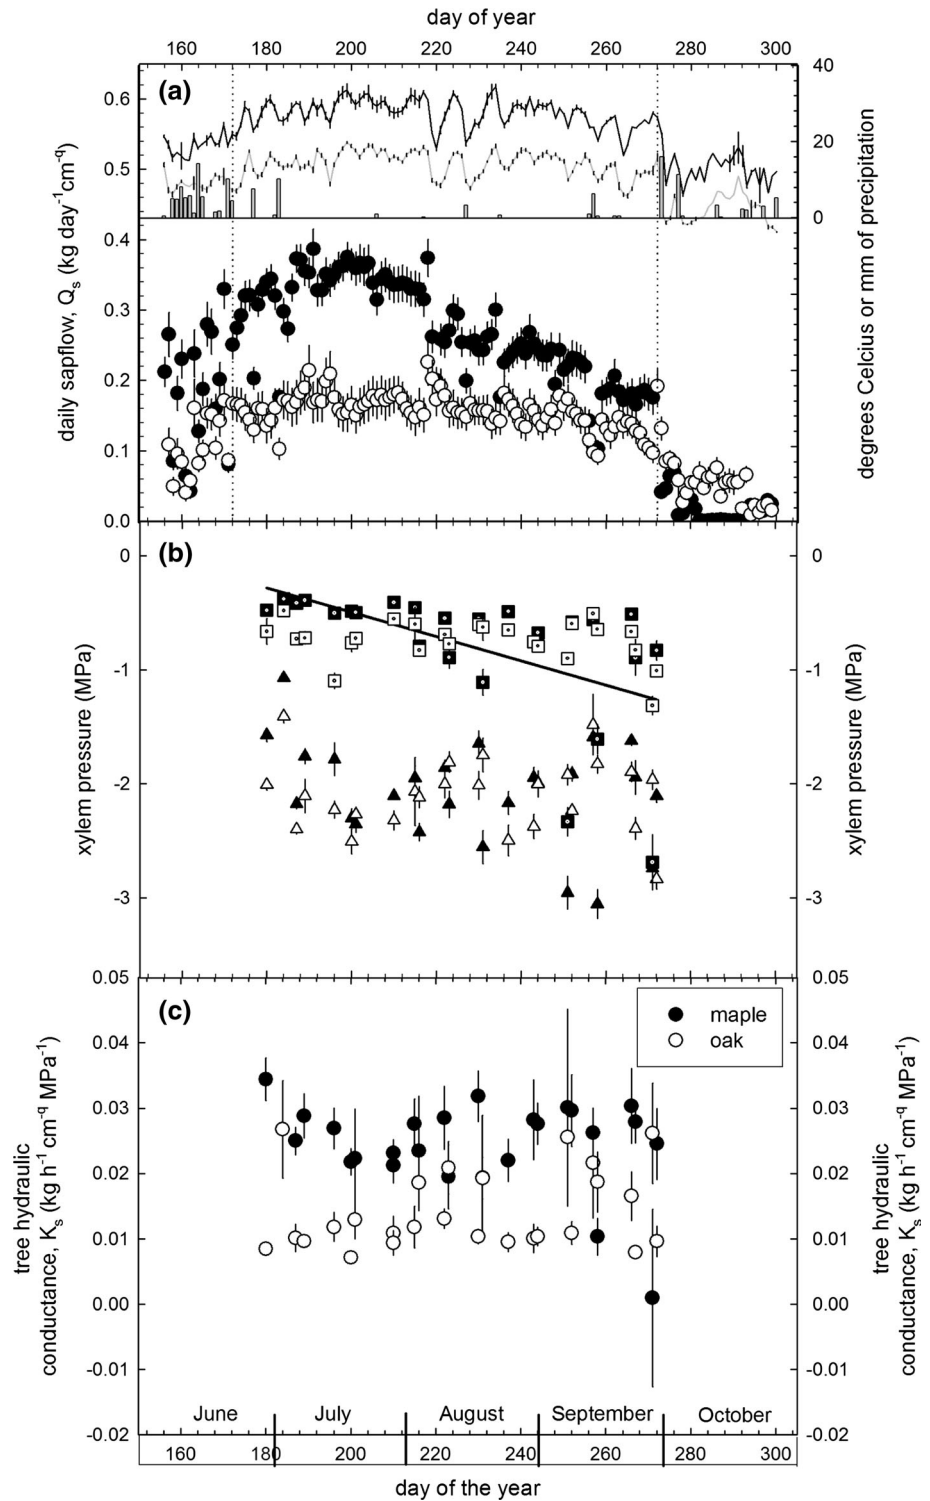 day of year
160 180 200 220 240 260 280 300
(a)
0.6
0.5
0.4
0.3
0.2
0.1
0.0
40
20
0
daily sapflow, Qs (kg day-1cm-q)
degrees Celcius or mm of precipitation
(b)
0
-1
-2
-3
0
-1
-2
-3
xylem pressure (MPa)
xylem pressure (MPa)
(c)
maple
oak
0.05
0.04
0.03
0.02
0.01
0.00
-0.01
-0.02
0.05
0.04
0.03
0.02
0.01
0.00
-0.01
-0.02
tree hydraulic
conductance, Ks (kg h-1 cm-q MPa-1)
tree hydraulic
conductance, Ks (kg h-1 cm-q MPa-1)
June July August September October
160 180 200 220 240 260 280 300
day of the year